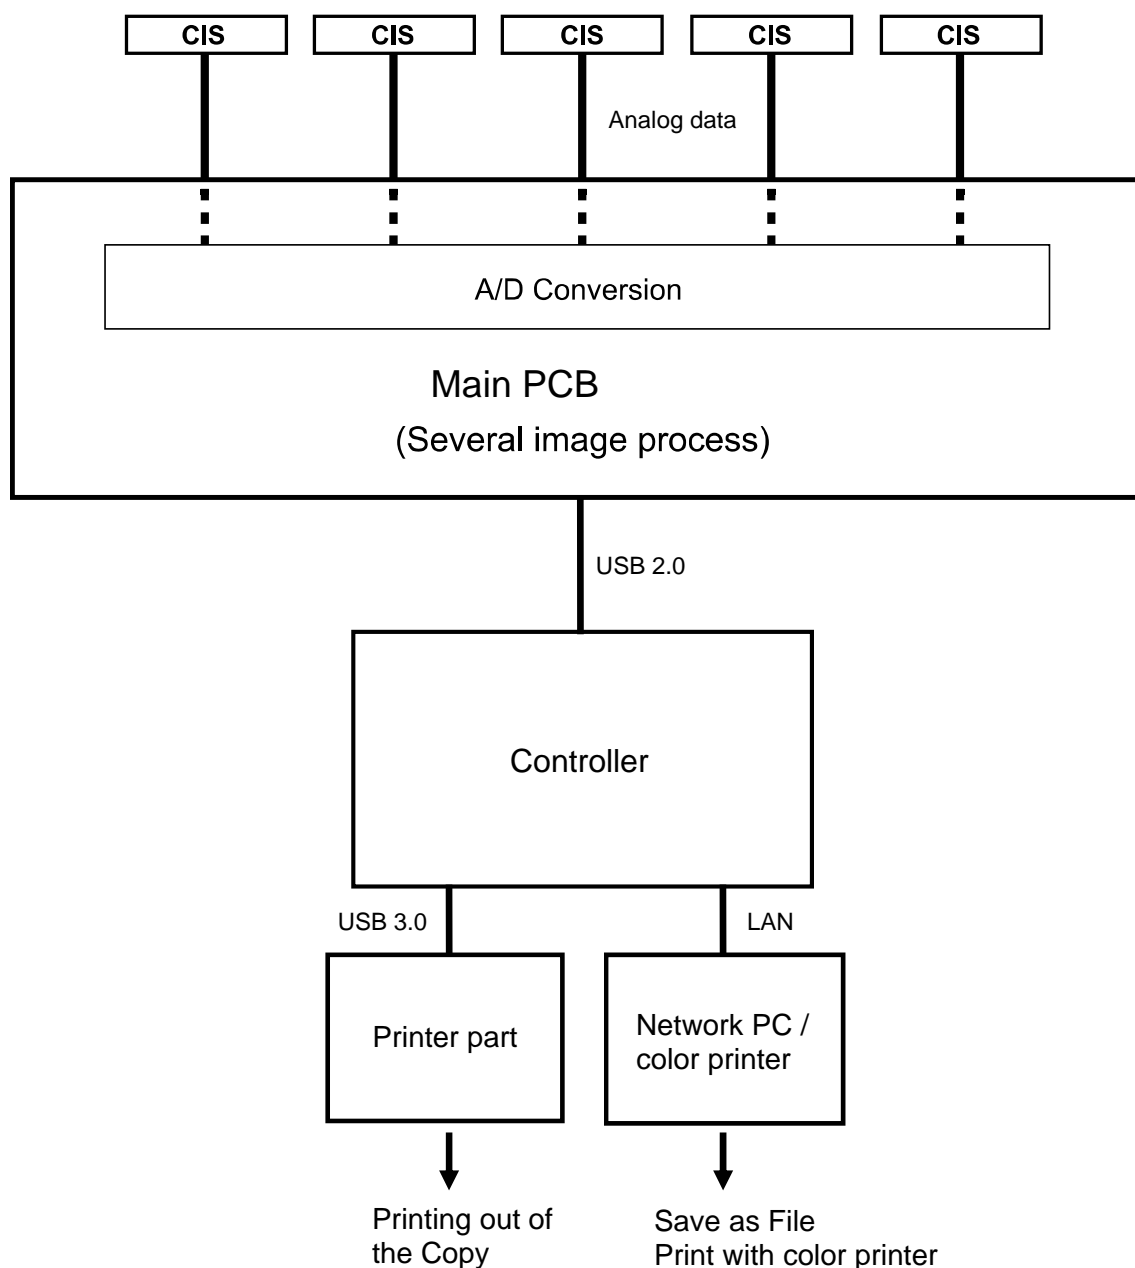 CIS CIS CIS CIS CIS
Analog data
A/D Conversion
Main PCB
(Several image process)
USB 2.0
Controller
USB 3.0
LAN
Printer part
Network PC /
color printer
Printing out of
the Copy
Save as File
Print with color printer